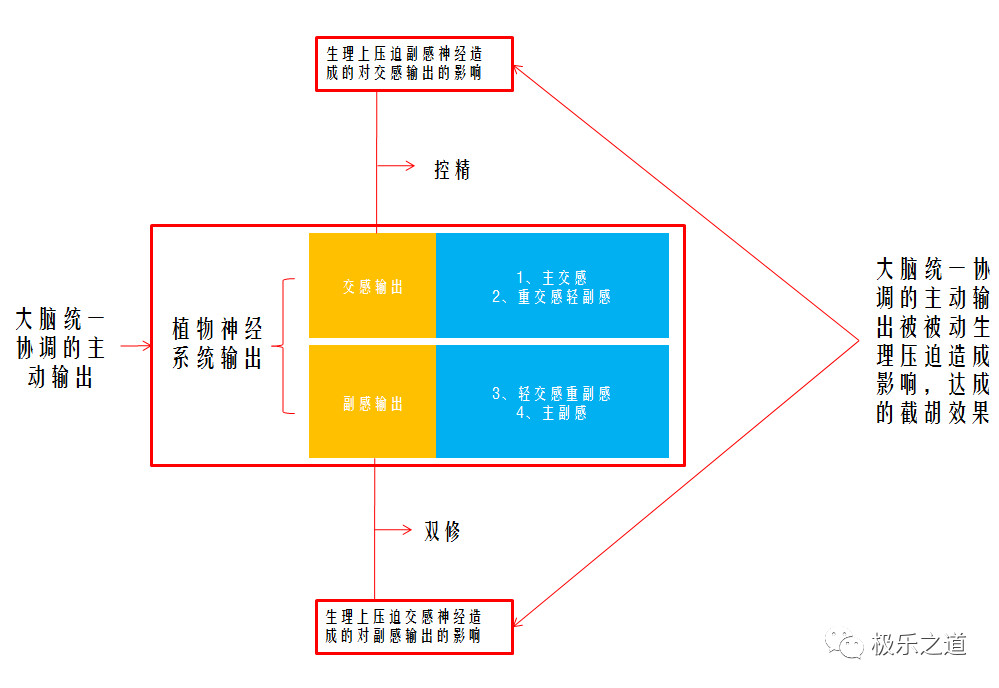 生理上压迫副感神经造
成的对交感输出的影响
控精
大脑统一
协调的主
动输出
植物神经
系统输出
交感输出
1、主交感
2、重交感轻副感
副感输出
3、轻交感重副感
4、主副感
大脑统一协
调的主动输
出被被动生
理压迫造成
影响，达成
的截胡效果
双修
生理上压迫交感神经造
成的对副感输出的影响
极乐之道